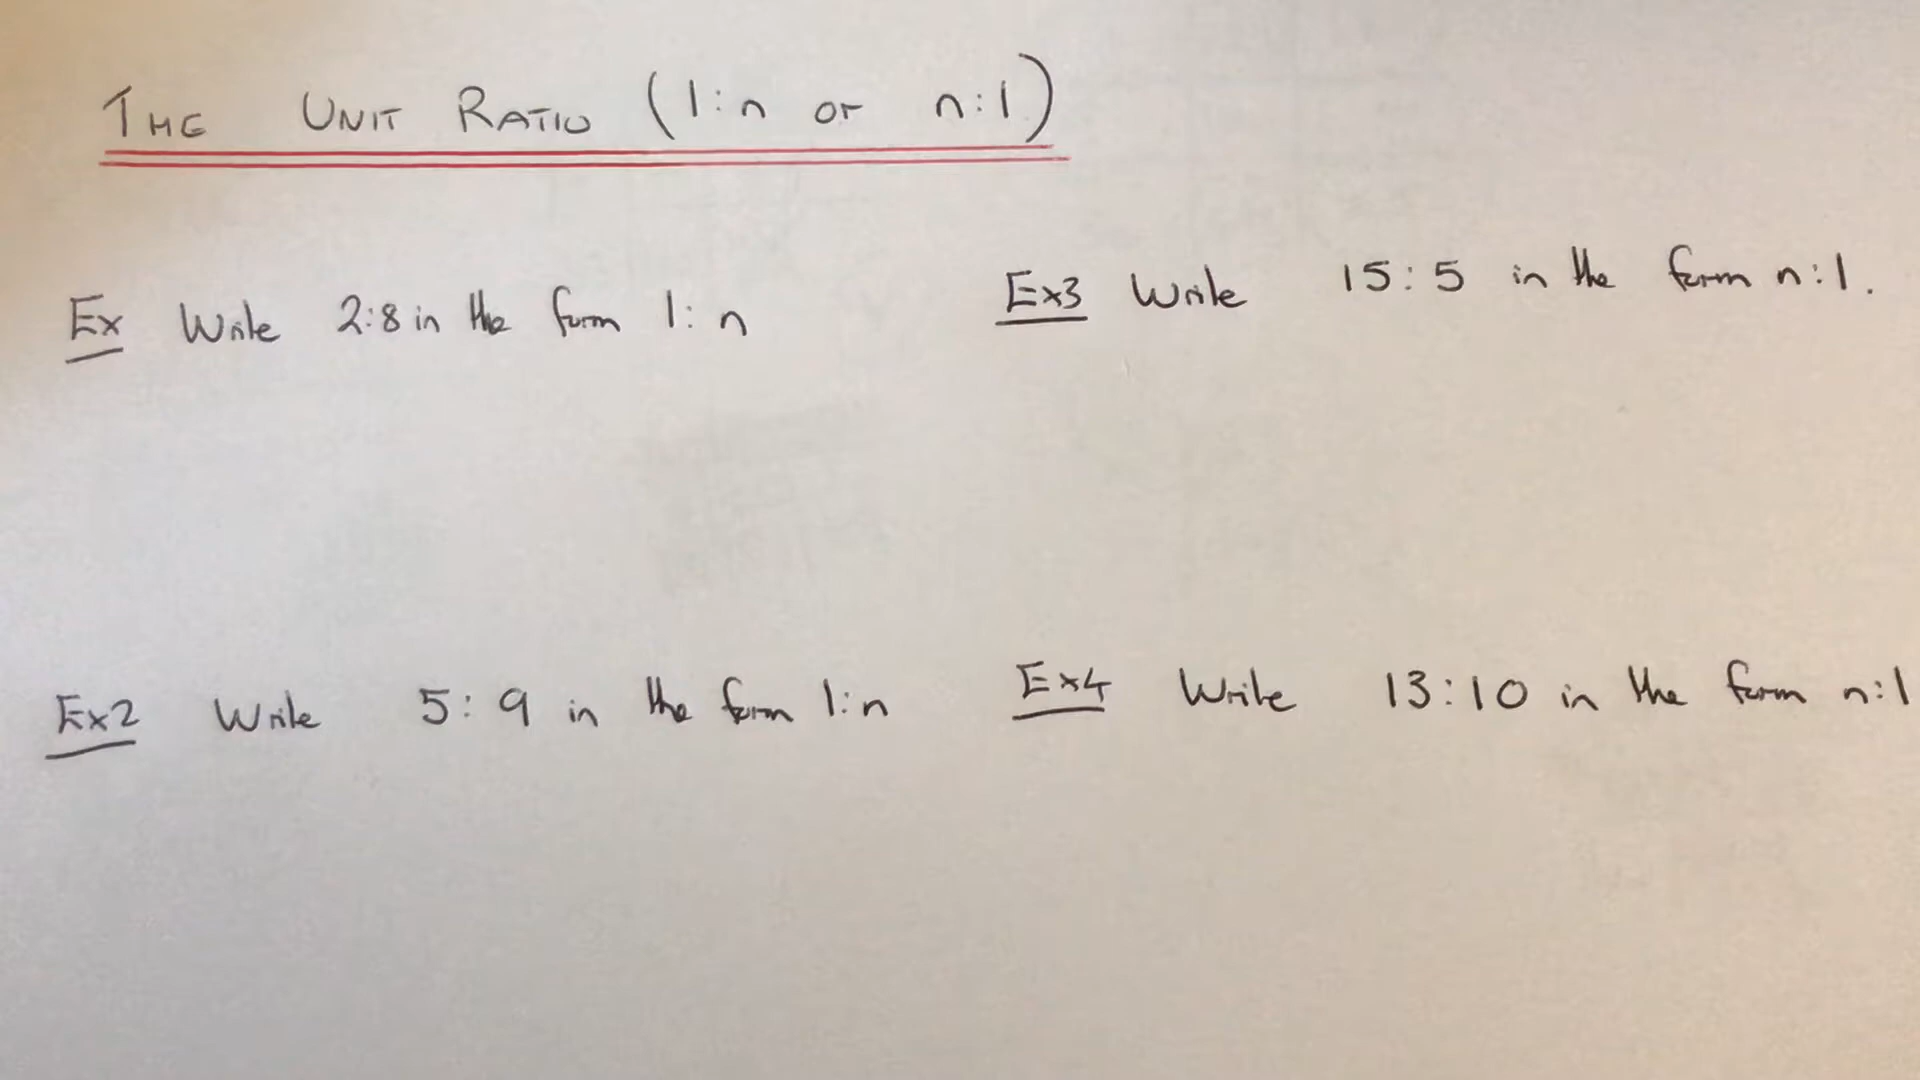 THE UNIT RATIO (1:n or n:1)
Ex Write 2:8 in the form 1:n
Ex2 Write 5:9 in the form 1:n
Ex3 Write 15:5 in the form n:1.
Ex4 Write 13:10 in the form n:1